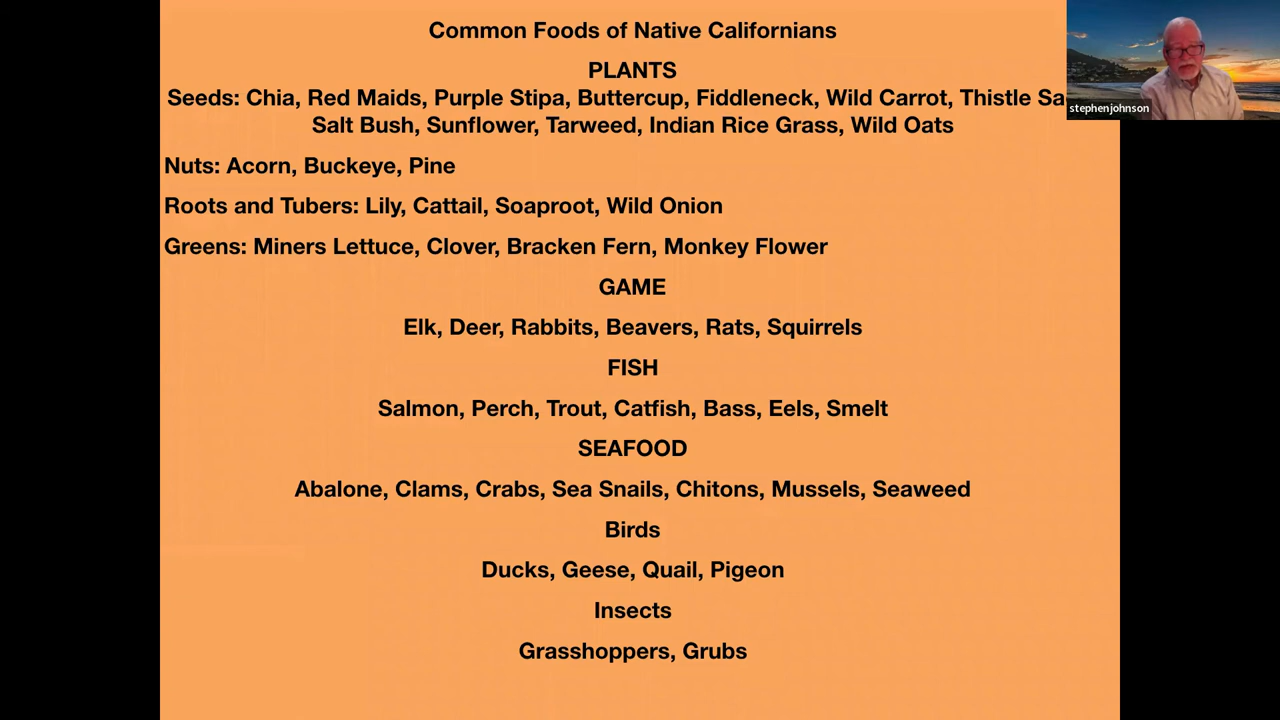 Common Foods of Native Californians
PLANTS
Seeds: Chia, Red Maids, Purple Stipa, Buttercup, Fiddleneck, Wild Carrot, Thistle
Salt Bush, Sunflower, Tarweed, Indian Rice Grass, Wild Oats
Nuts: Acorn, Buckeye, Pine
Roots and Tubers: Lily, Cattail, Soaproot, Wild Onion
Greens: Miners Lettuce, Clover, Bracken Fern, Monkey Flower
GAME
Elk, Deer, Rabbits, Beavers, Rats, Squirrels
FISH
Salmon, Perch, Trout, Catfish, Bass, Eels, Smelt
SEAFOOD
Abalone, Clams, Crabs, Sea Snails, Chitons, Mussels, Seaweed
Birds
Ducks, Geese, Quail, Pigeon
Insects
Grasshoppers, Grubs
stephenjohnson